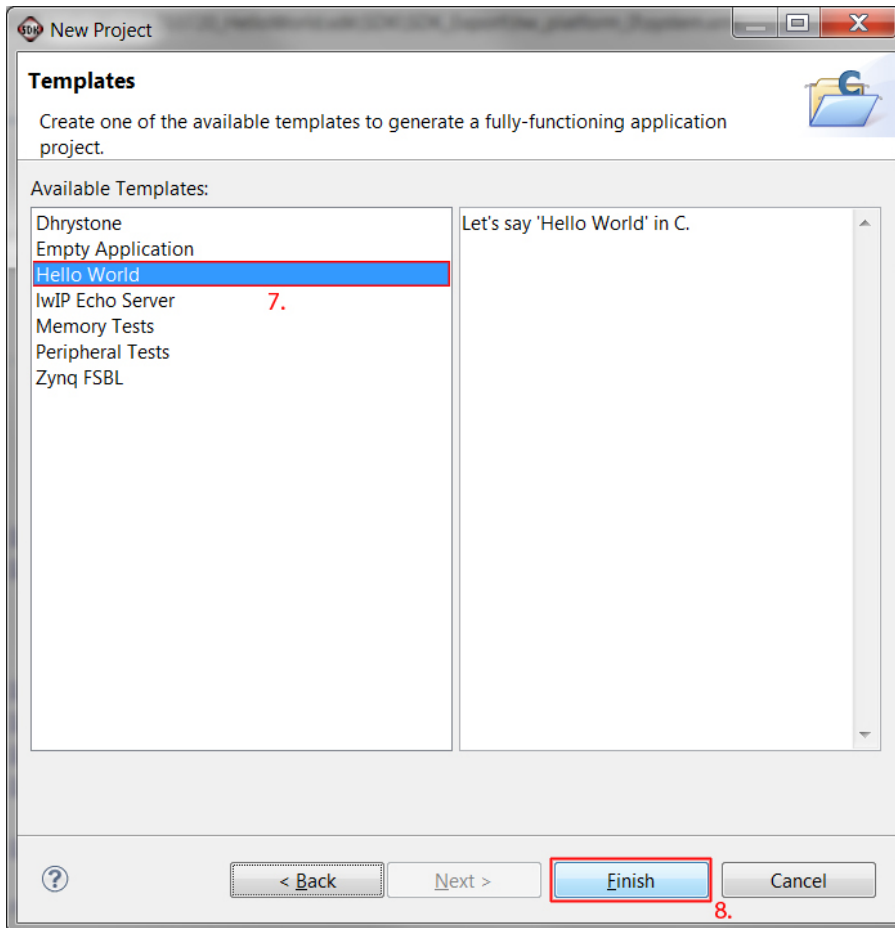 SDK New Project
Templates
Create one of the available templates to generate a fully-functioning application
project.
C
Available Templates:
Dhrystone
Empty Application
Hello World
lwIP Echo Server
Memory Tests
Peripheral Tests
Zynq FSBL
7.
Let's say 'Hello World' in C.
?
< Back
Next >
Finish
Cancel
8.